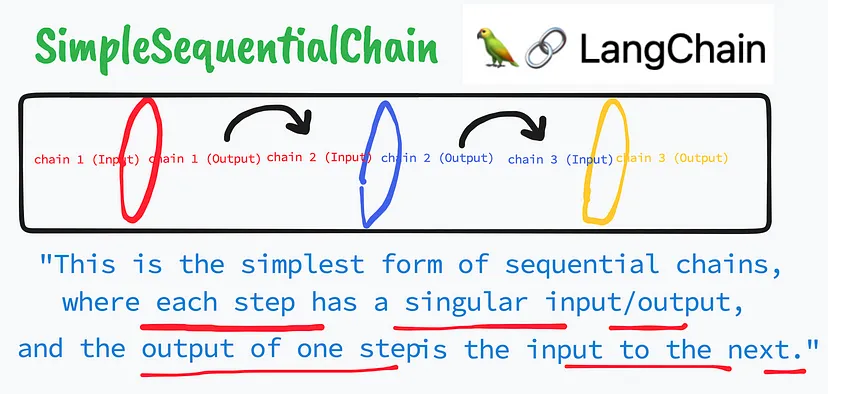 SimpleSequentialChain LangChain
chain 1 (Input) chain 1 (Output) chain 2 (Input) chain 2 (Output) chain 3 (Input) chain 3 (Output)
"This is the simplest form of sequential chains,
where each step has a singular input/output,
and the output of one step is the input to the next."